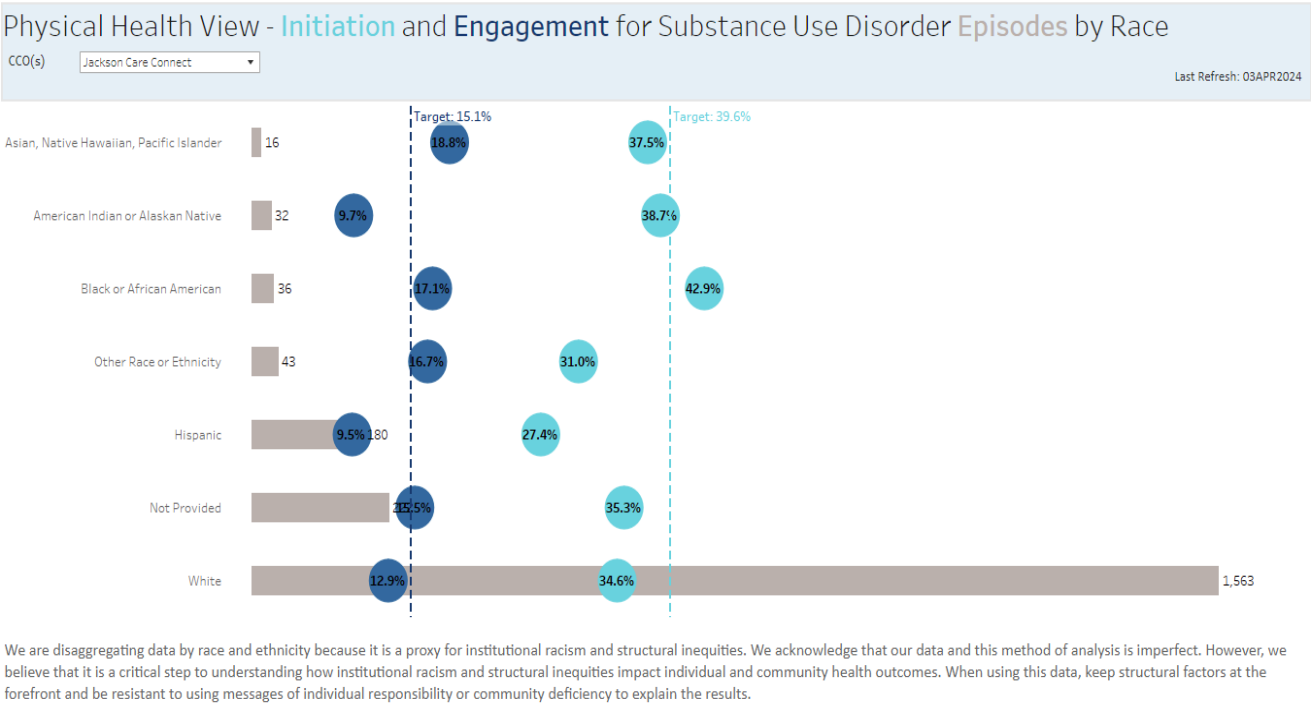 Physical Health View - Initiation and Engagement for Substance Use Disorder Episodes by Race
CCO(s) Jackson Care Connect
Last Refresh: 03APR2024
Target: 15.1% Target: 39.6%
Asian, Native Hawaiian, Pacific Islander 16 18.8% 37.5%
American Indian or Alaskan Native 32 9.7% 38.7%
Black or African American 36 17.1% 42.9%
Other Race or Ethnicity 43 16.7% 31.0%
Hispanic 9.5% 180 27.4%
Not Provided 35.3%
White 12.9% 34.6% 1,563
We are disaggregating data by race and ethnicity because it is a proxy for institutional racism and structural inequities. We acknowledge that our data and this method of analysis is imperfect. However, we
believe that it is a critical step to understanding how institutional racism and structural inequities impact individual and community health outcomes. When using this data, keep structural factors at the
forefront and be resistant to using messages of individual responsibility or community deficiency to explain the results.